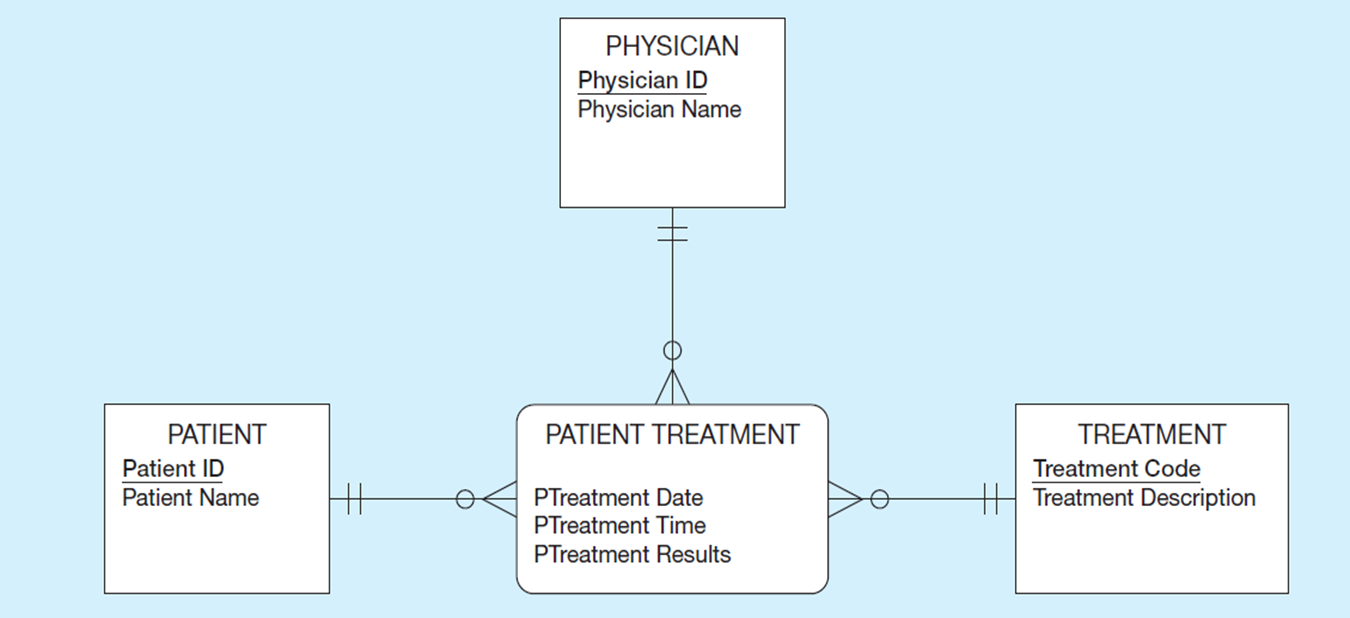 PHYSICIAN
Physician ID
Physician Name
PATIENT
Patient ID
Patient Name
PATIENT TREATMENT
PTreatment Date
PTreatment Time
PTreatment Results
TREATMENT
Treatment Code
Treatment Description